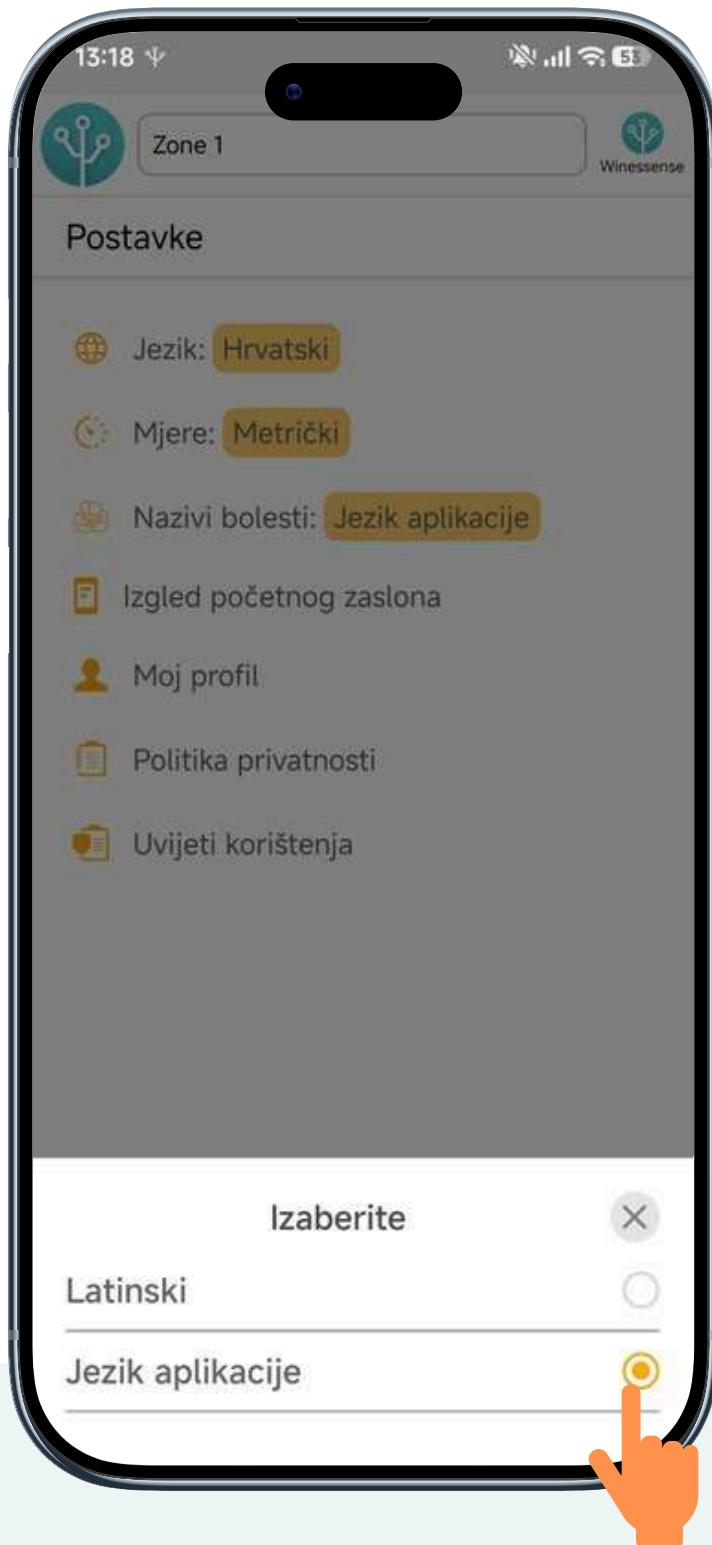 13:18
53
Zone 1
Winessense
Postavke
Jezik: Hrvatski
Mjere: Metrički
Nazivi bolesti: Jezik aplikacije
Izgled početnog zaslona
Moj profil
Politika privatnosti
Uvijeti korištenja
Izaberite
Latinski
Jezik aplikacije